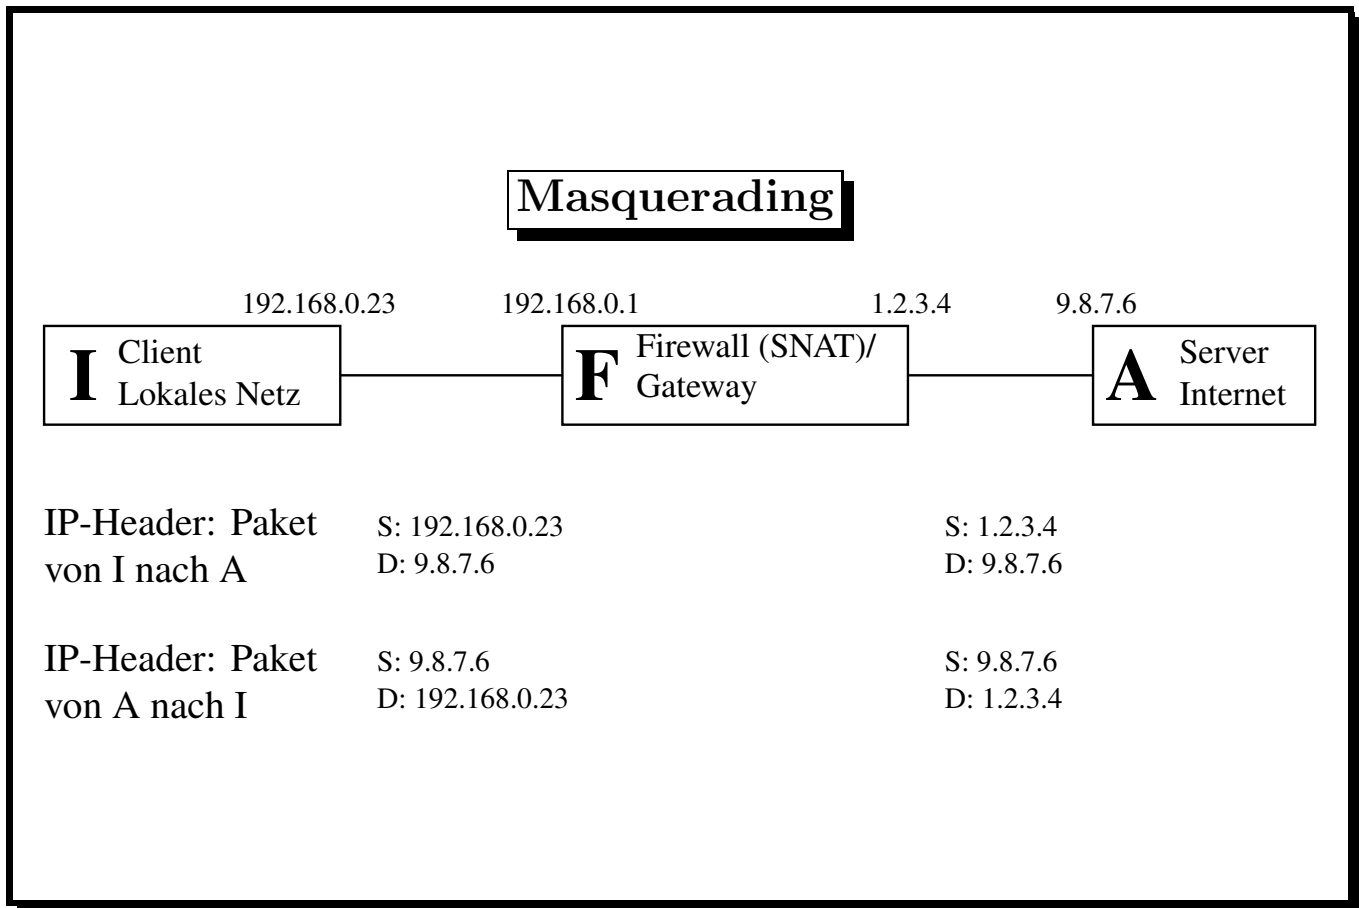 Masquerading
192.168.0.23 192.168.0.1 1.2.3.4 9.8.7.6
I Client
Lokales Netz
F Firewall (SNAT)/
Gateway
A Server
Internet
IP-Header: Paket
von I nach A
S: 192.168.0.23
D: 9.8.7.6
S: 1.2.3.4
D: 9.8.7.6
IP-Header: Paket
von A nach I
S: 9.8.7.6
D: 192.168.0.23
S: 9.8.7.6
D: 1.2.3.4